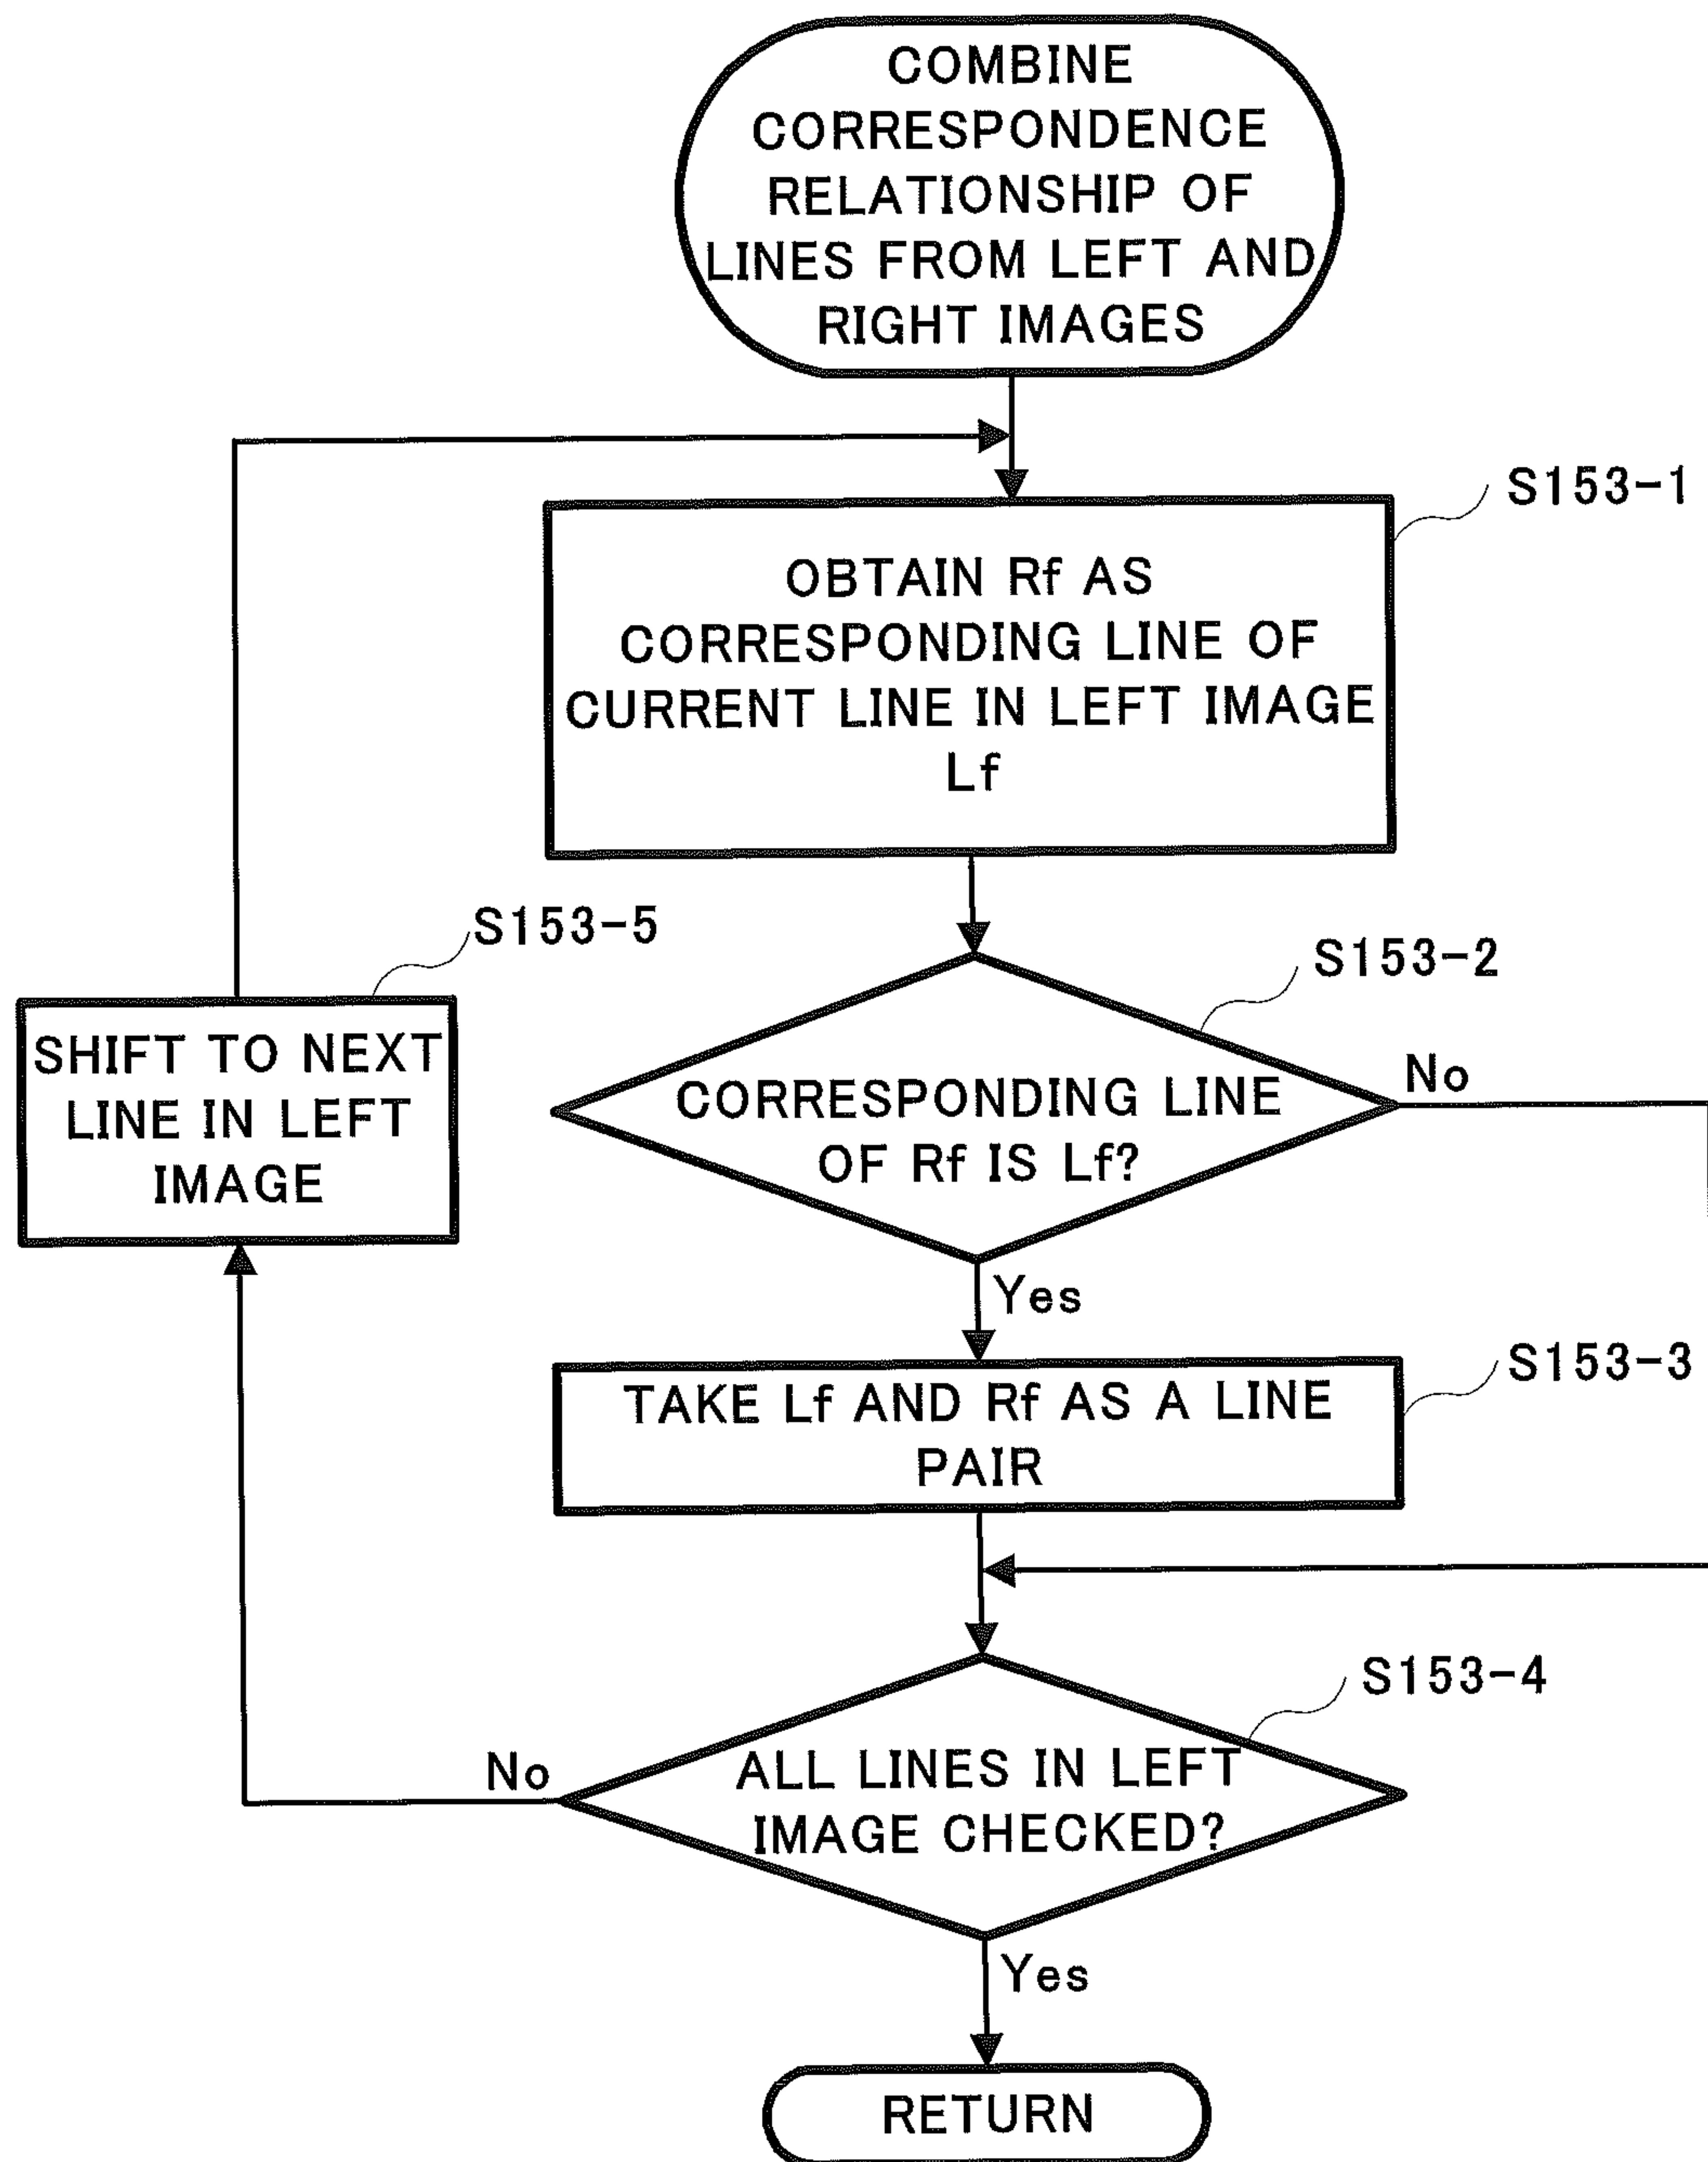 COMBINE
CORRESPONDENCE
RELATIONSHIP OF
LINES FROM LEFT AND
RIGHT IMAGES
S153-1
OBTAIN Rf AS
CORRESPONDING LINE OF
CURRENT LINE IN LEFT IMAGE
Lf
S153-5
SHIFT TO NEXT
LINE IN LEFT
IMAGE
S153-2
CORRESPONDING LINE
OF Rf IS Lf?
No
Yes
S153-3
TAKE Lf AND Rf AS A LINE
PAIR
S153-4
ALL LINES IN LEFT
IMAGE CHECKED?
No
Yes
RETURN